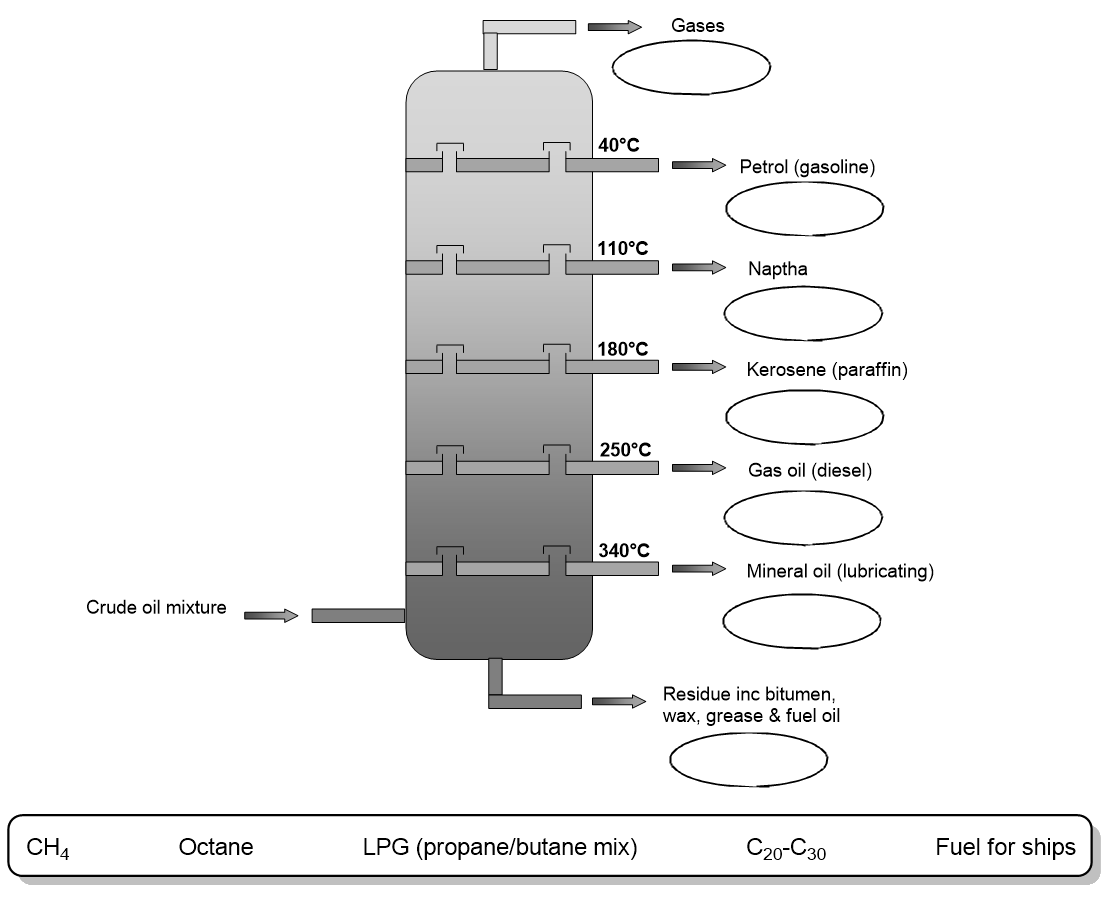 Gases
40°C
Petrol (gasoline)
110°C
Naptha
180°C
Kerosene (paraffin)
250°C
Gas oil (diesel)
340°C
Mineral oil (lubricating)
Crude oil mixture
Residue inc bitumen,
wax, grease & fuel oil
CH₄ Octane LPG (propane/butane mix) C₂₀-C₃₀ Fuel for ships